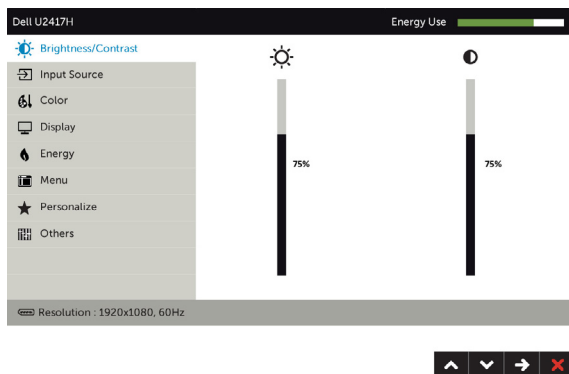 Dell U2417H Energy Use
Brightness/Contrast
Input Source
Color
Display
Energy
Menu
Personalize
Others
75% 75%
Resolution : 1920x1080, 60Hz